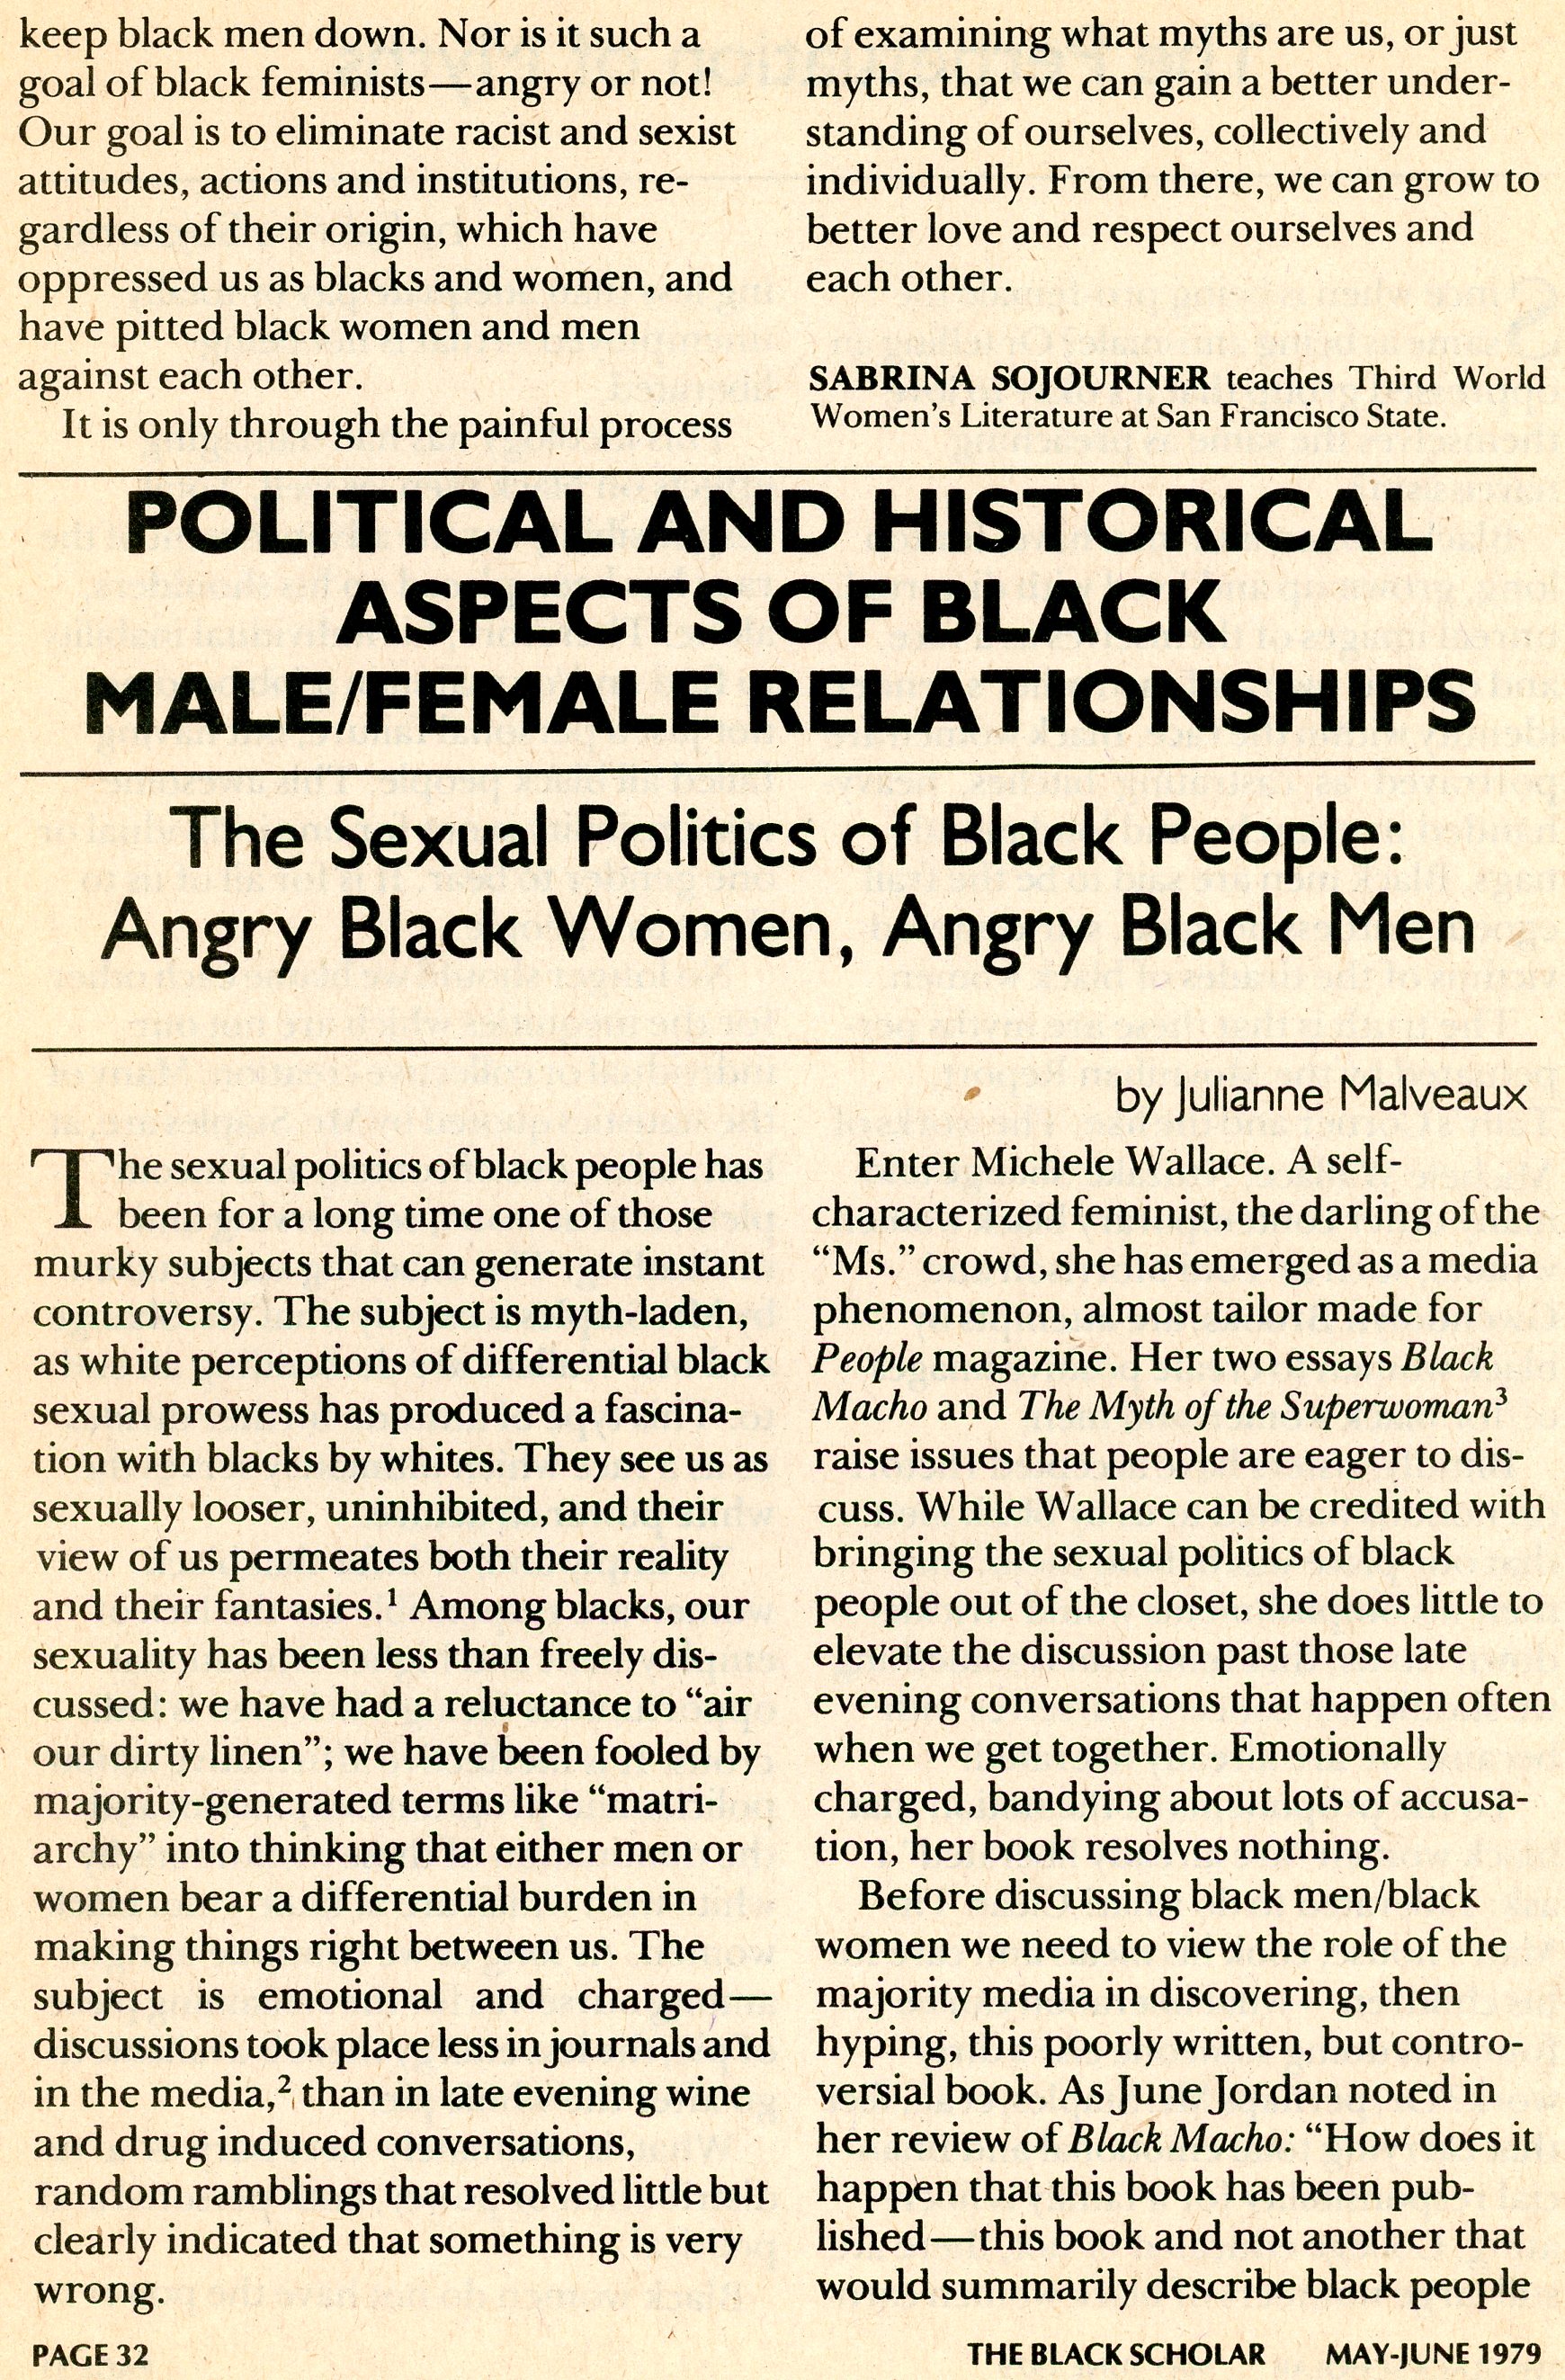 keep black men down. Nor is it such a
goal of black feminists—angry or not!
Our goal is to eliminate racist and sexist
attitudes, actions and institutions, re-
gardless of their origin, which have
oppressed us as blacks and women, and
have pitted black women and men
against each other.
It is only through the painful process
of examining what myths are us, or just
myths, that we can gain a better under-
standing of ourselves, collectively and
individually. From there, we can grow to
better love and respect ourselves and
each other.
SABRINA SOJOURNER teaches Third World
Women's Literature at San Francisco State.
POLITICAL AND HISTORICAL
ASPECTS OF BLACK
MALE/FEMALE RELATIONSHIPS
The Sexual Politics of Black People:
Angry Black Women, Angry Black Men
by Julianne Malveaux
The sexual politics of black people has
been for a long time one of those
murky subjects that can generate instant
controversy. The subject is myth-laden,
as white perceptions of differential black
sexual prowess has produced a fascina-
tion with blacks by whites. They see us as
sexually looser, uninhibited, and their
view of us permeates both their reality
and their fantasies.¹ Among blacks, our
sexuality has been less than freely dis-
cussed: we have had a reluctance to “air
our dirty linen”; we have been fooled by
majority-generated terms like “matri-
archy” into thinking that either men or
women bear a differential burden in
making things right between us. The
subject is emotional and charged—
discussions took place less in journals and
in the media,² than in late evening wine
and drug induced conversations,
random ramblings that resolved little but
clearly indicated that something is very
wrong.
Enter Michele Wallace. A self-
characterized feminist, the darling of the
“Ms.” crowd, she has emerged as a media
phenomenon, almost tailor made for
People magazine. Her two essays Black
Macho and The Myth of the Superwoman³
raise issues that people are eager to dis-
cuss. While Wallace can be credited with
bringing the sexual politics of black
people out of the closet, she does little to
elevate the discussion past those late
evening conversations that happen often
when we get together. Emotionally
charged, bandying about lots of accusa-
tion, her book resolves nothing.
Before discussing black men/black
women we need to view the role of the
majority media in discovering, then
hyping, this poorly written, but contro-
versial book. As June Jordan noted in
her review of Black Macho: “How does it
happen that this book has been pub-
lished—this book and not another that
would summarily describe black people
PAGE 32 THE BLACK SCHOLAR MAY-JUNE 1979